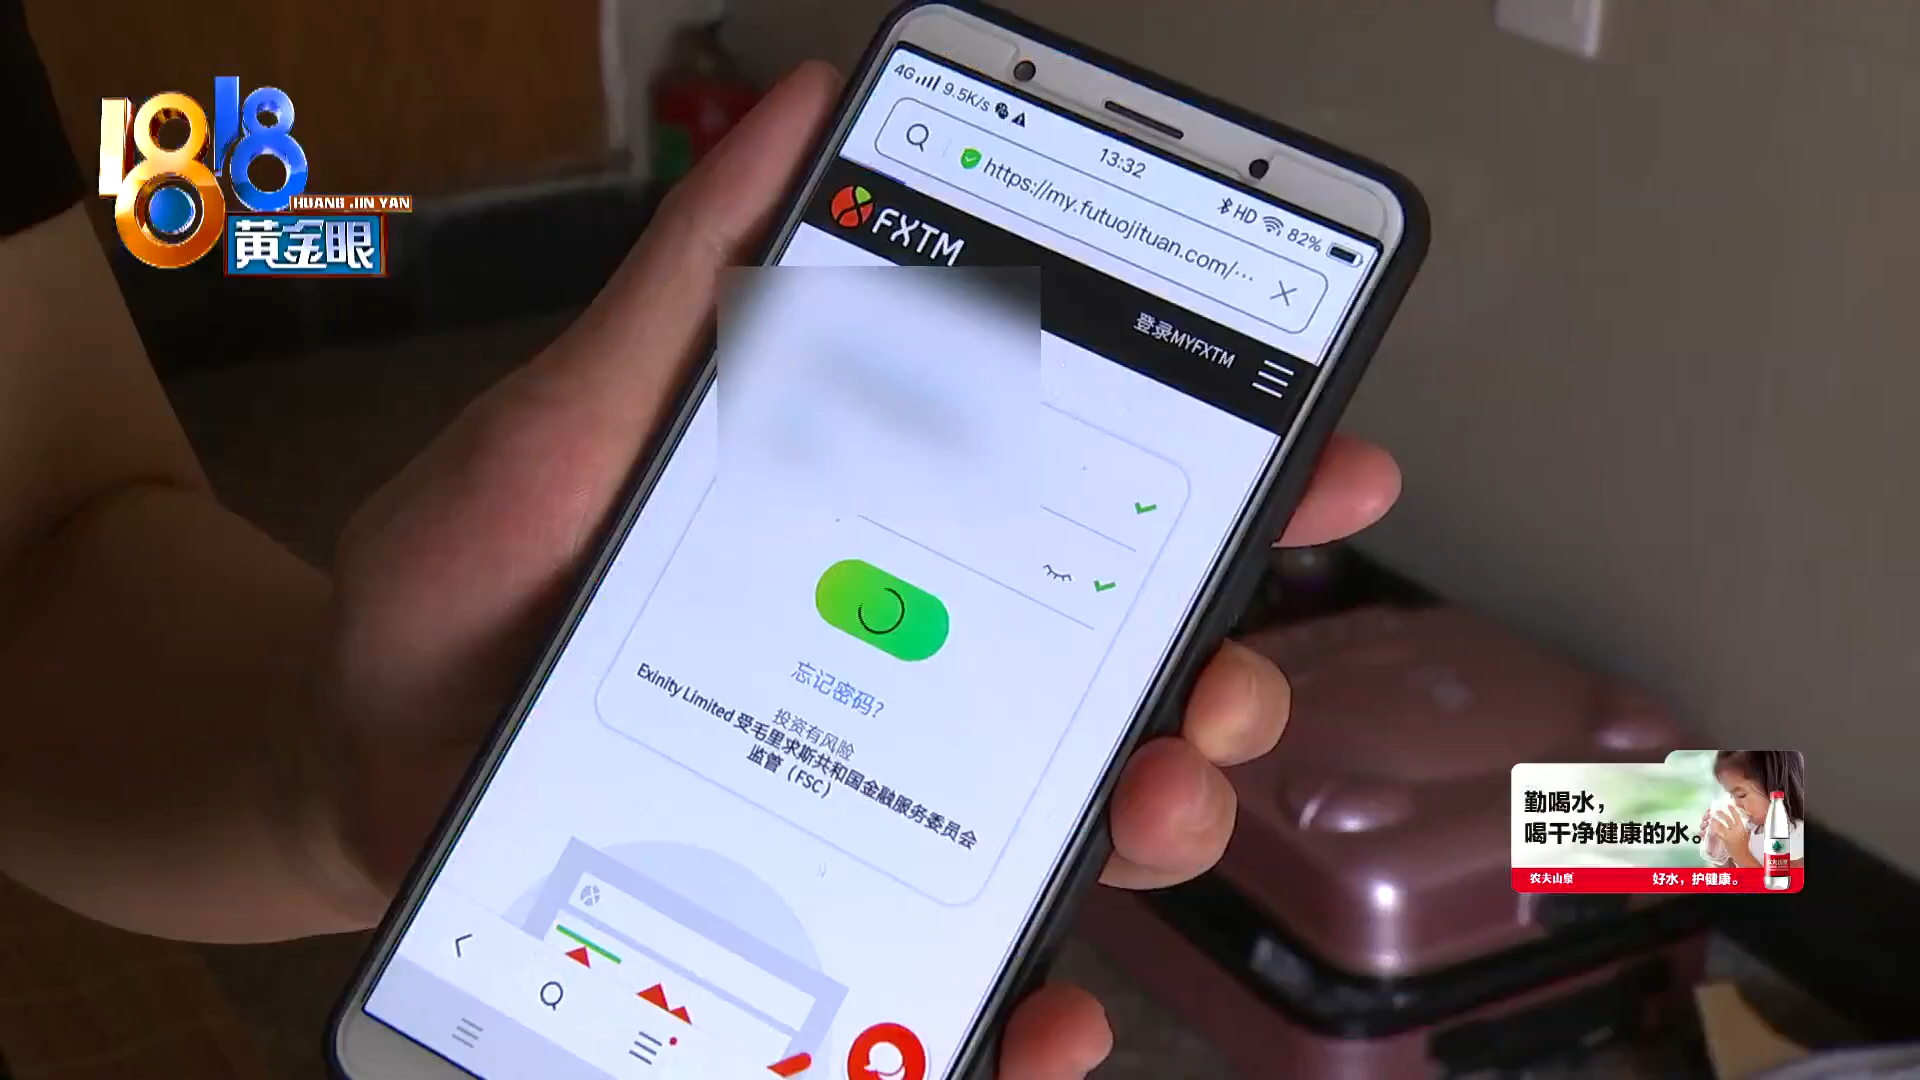 1818
HUANG JIN YAN
黄金眼
4G 9.5K/s
13:32
HD 82%
https://my.futuojituan.com/…
FXTM
登录MYFXTM
忘记密码?
投资有风险
Exinity Limited 受毛里求斯共和国金融服务委员会
监管（FSC）
勤喝水，
喝干净健康的水。
农夫山泉
好水，护健康。